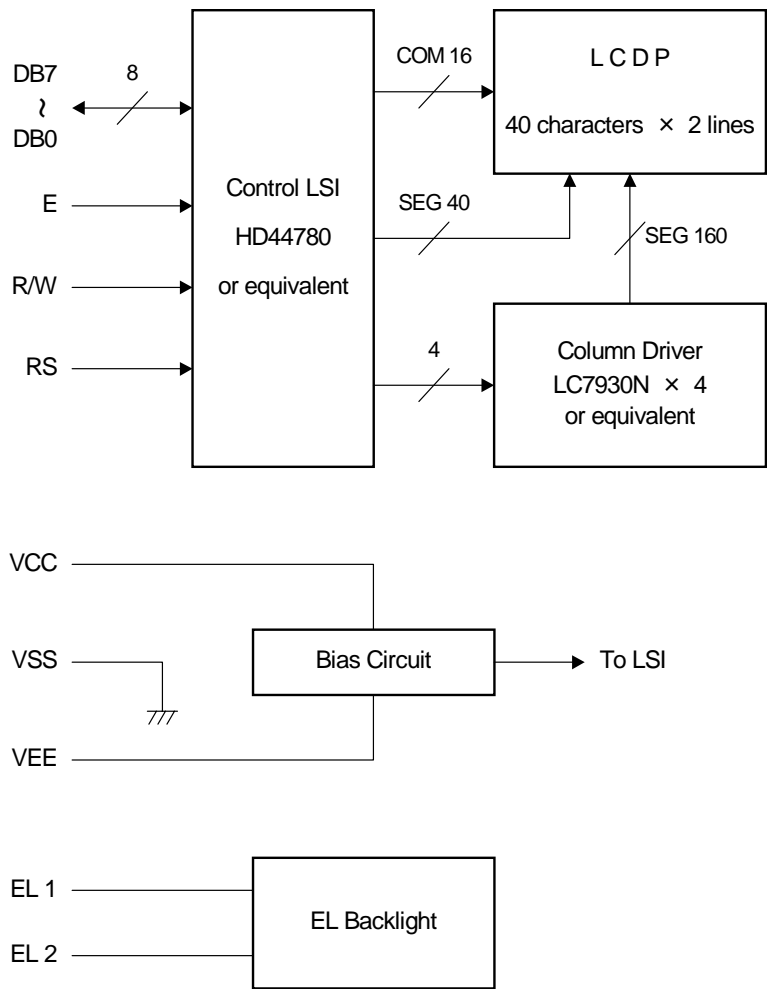 DB7
~
DB0
8
E
R/W
RS
Control LSI
HD44780
or equivalent
COM 16
SEG 40
4
L C D P
40 characters × 2 lines
SEG 160
Column Driver
LC7930N × 4
or equivalent
VCC
VSS
VEE
Bias Circuit
To LSI
EL 1
EL 2
EL Backlight